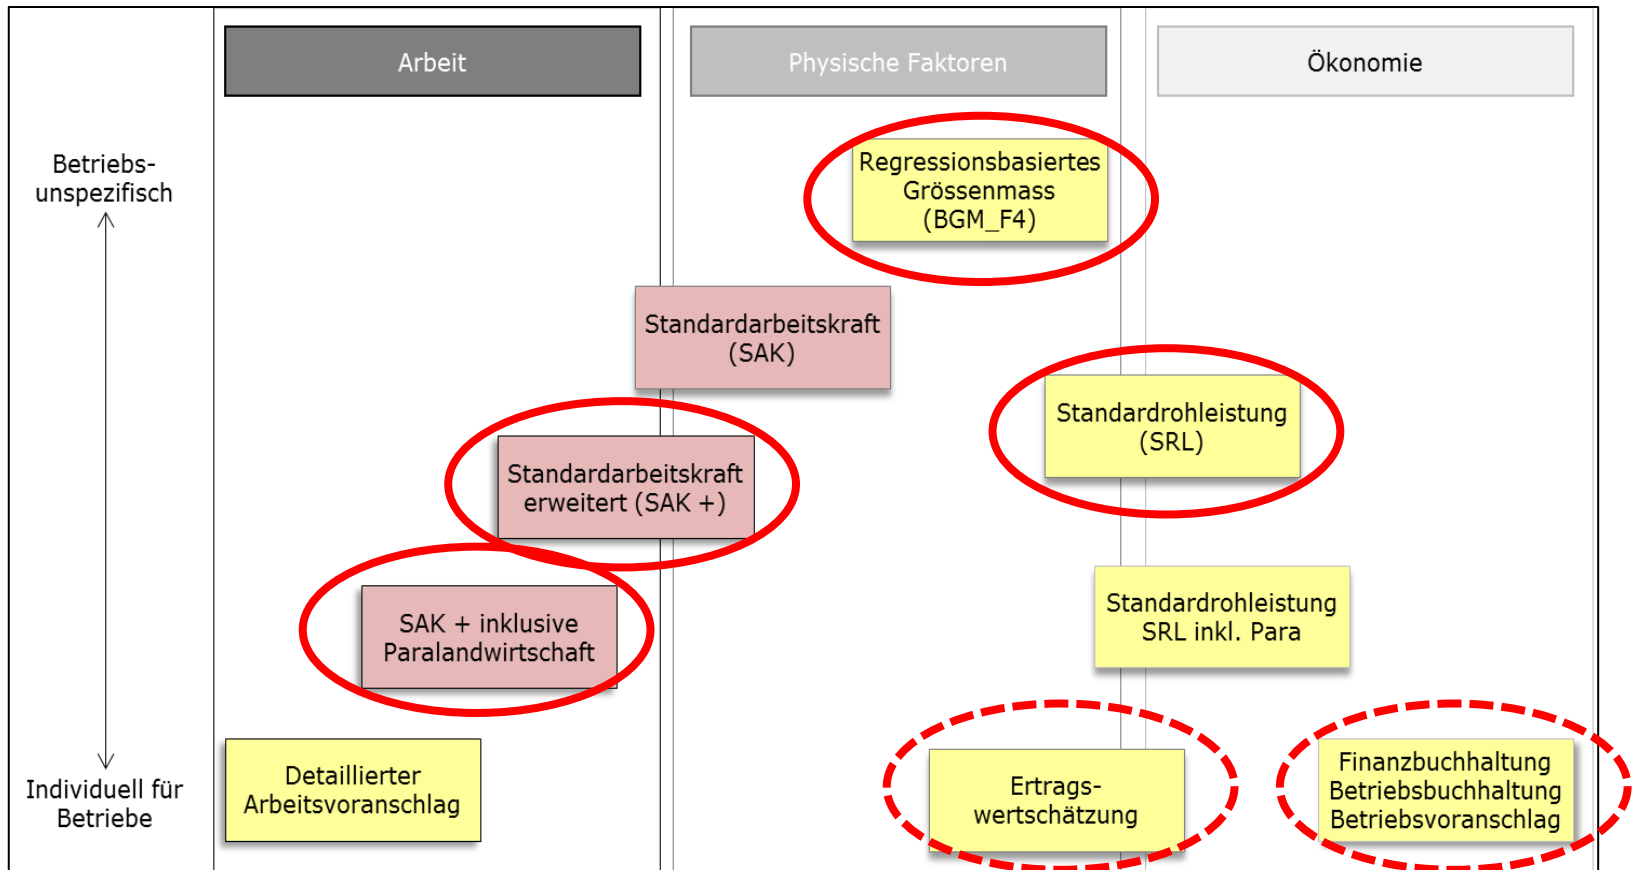 Arbeit
Physische Faktoren
Ökonomie
Betriebs-
unspezifisch
Regressionsbasiertes
Grössenmass
(BGM_F4)
Standardarbeitskraft
(SAK)
Standardrohleistung
(SRL)
Standardarbeitskraft
erweitert (SAK +)
SAK + inklusive
Paralandwirtschaft
Standardrohleistung
SRL inkl. Para
Individuell für
Betriebe
Detaillierter
Arbeitsvoranschlag
Ertrags-
wertschätzung
Finanzbuchhaltung
Betriebsbuchhaltung
Betriebsvoranschlag